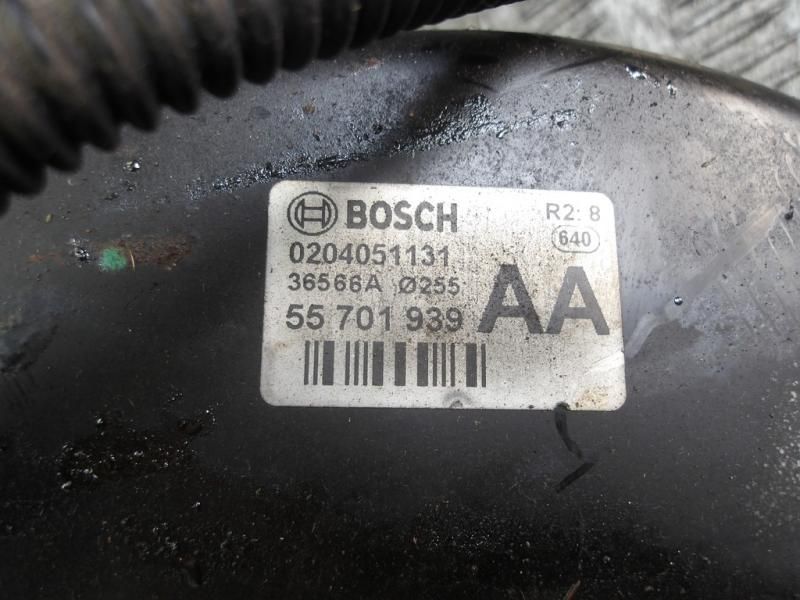 BOSCH R2: 8
0204051131 640
36566A Ø255
55 701 939 AA